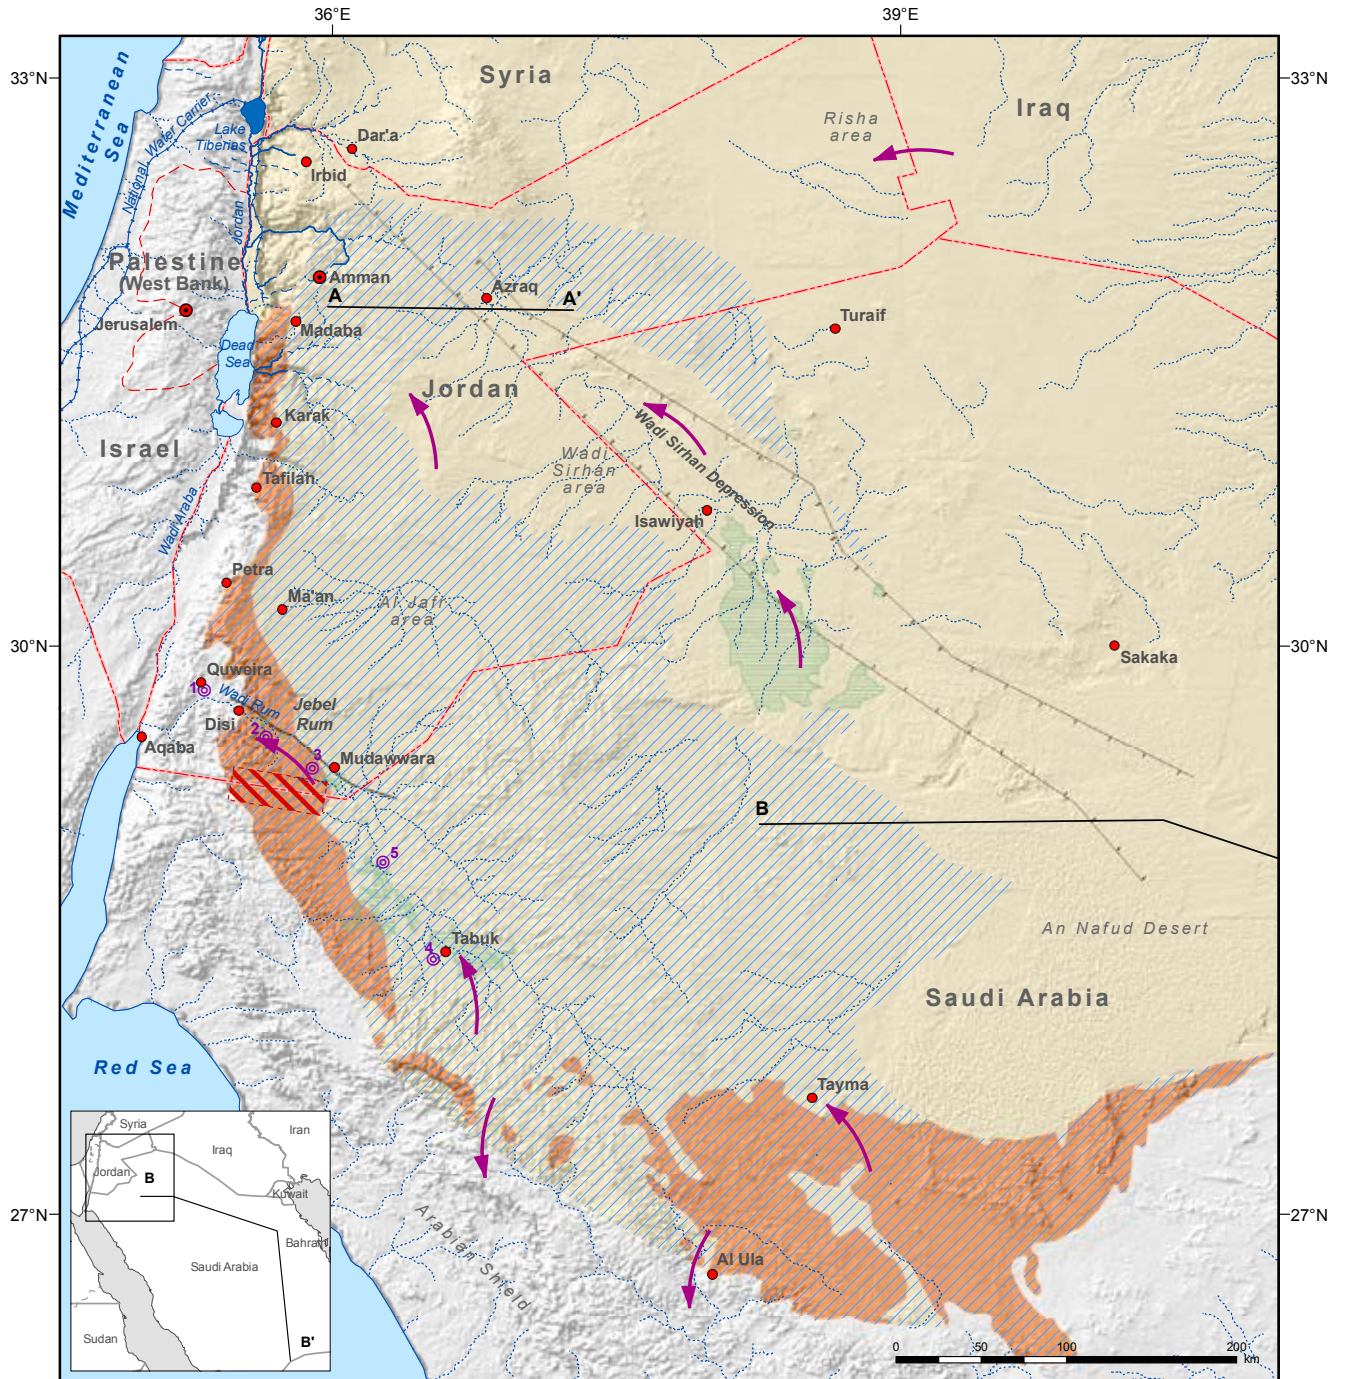 36°E
39°E
33°N
33°N
Mediterranean
Sea
Syria
Iraq
National Water Carrier
Lake
Tiberias
Dar'a
Irbid
Risha
area
Jordan
Palestine
(West Bank)
Amman
A
A'
Azraq
Jerusalem
Madaba
Turaif
Dead
Sea
Jordan
Karak
Israel
Wadi
Sirhan
area
Wadi Sirhan Depression
Tafilah
Isawiyah
Wadi Araba
Petra
Ma'an
Al Jafr
area
30°N
30°N
Sakaka
Quweira
1
Wadi Rum
Jebel
Rum
Disi
2
Aqaba
3
Mudawwara
B
5
An Nafud Desert
Tabuk
4
Saudi Arabia
Red Sea
Tayma
27°N
27°N
Arabian Shield
Al Ula
Syria
Iran
Iraq
Jordan
B
Kuwait
Bahrain
Saudi Arabia
Sudan
B'
0
50
100
200
km